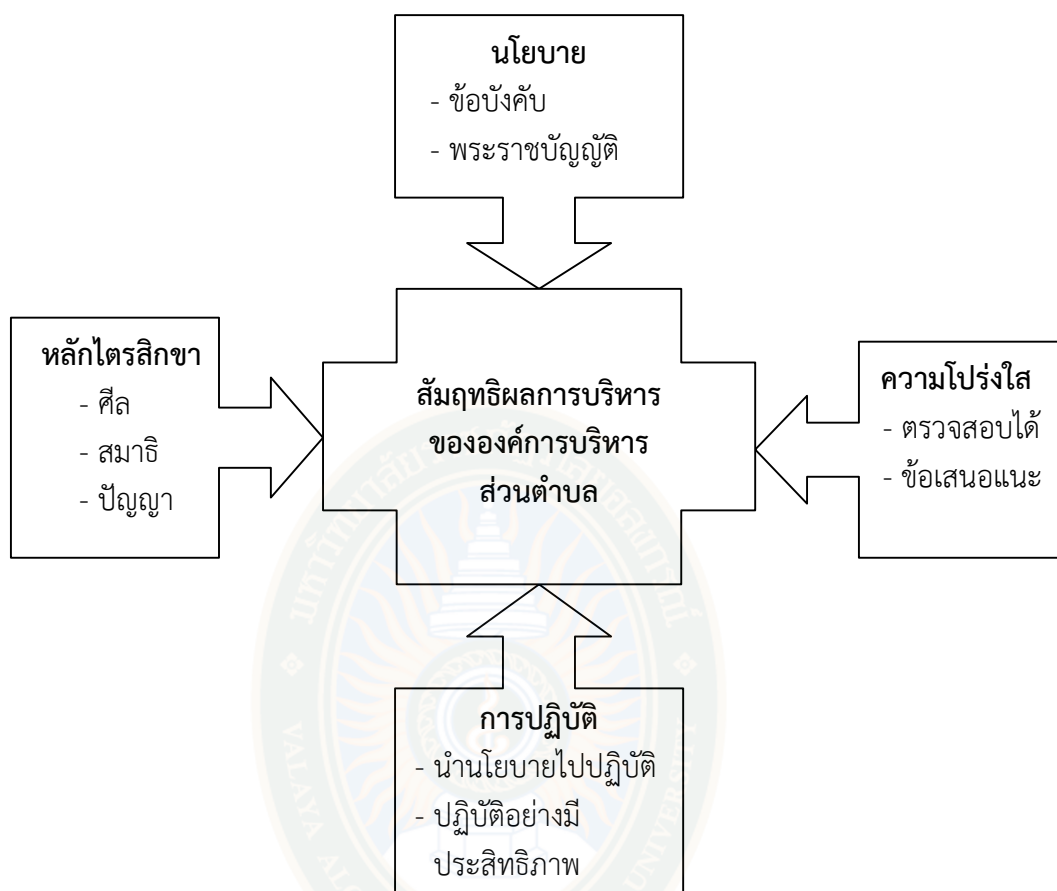 นโยบาย
- ข้อบังคับ
- พระราชบัญญัติ
หลักไตรสิกขา
- ศีล
- สมาธิ
- ปัญญา
สัมฤทธิผลการบริหาร
ขององค์การบริหาร
ส่วนตำบล
ความโปร่งใส
- ตรวจสอบได้
- ข้อเสนอแนะ
การปฏิบัติ
- นำนโยบายไปปฏิบัติ
- ปฏิบัติอย่างมี
ประสิทธิภาพ
VALAYA
UNIVERSITY